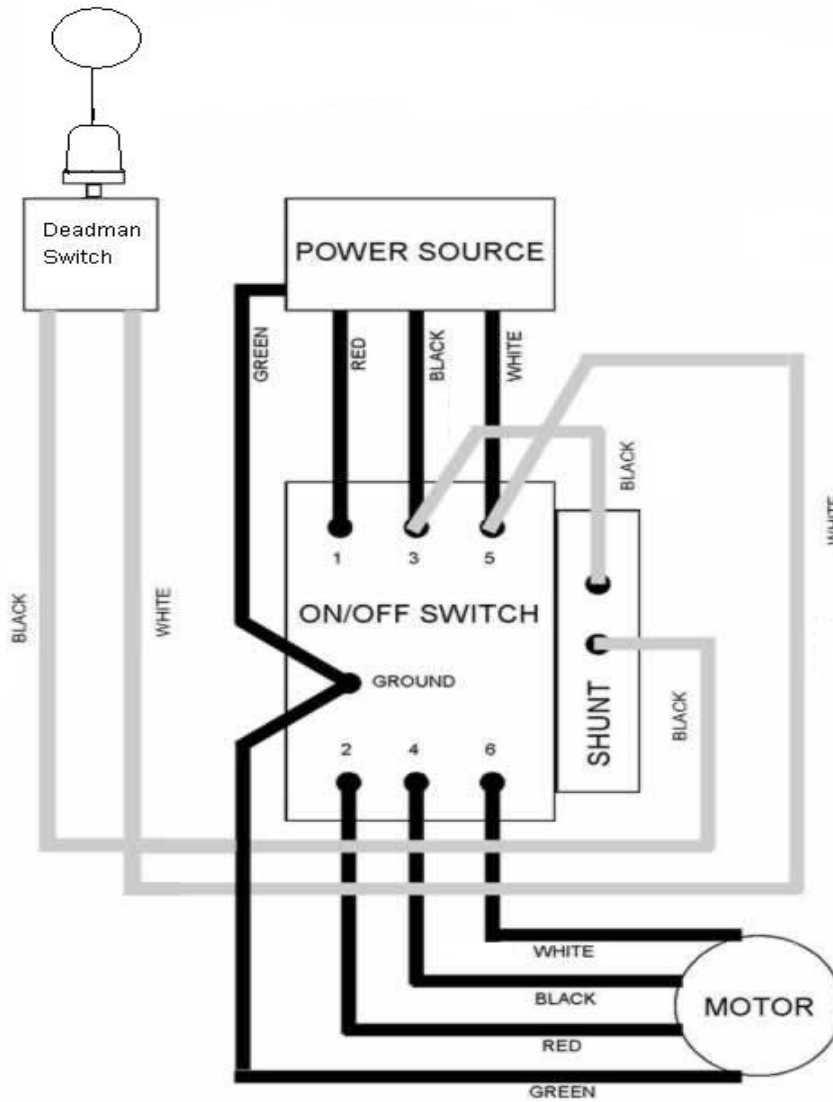 Deadman
Switch
POWER SOURCE
GREEN
RED
BLACK
WHITE
BLACK
WHITE
BLACK
WHITE
1
3
5
ON/OFF SWITCH
GROUND
SHUNT
BLACK
2
4
6
WHITE
BLACK
RED
GREEN
MOTOR